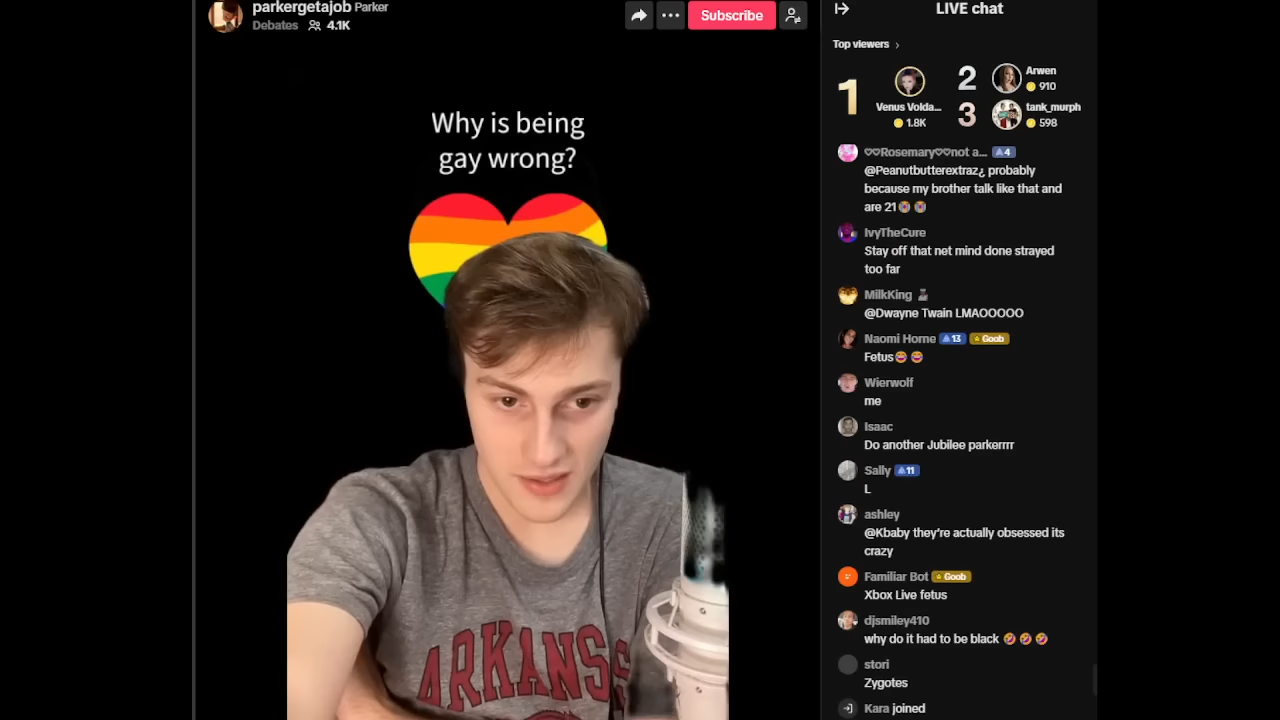 parkergetajob Parker
Debates 4.1K
Subscribe
Why is being
gay wrong?
ARKANSAS
LIVE chat
Top viewers
1
Venus Volda...
1.8K
2
Arwen
910
3
tank_murph
598
♡♡Rosemary♡♡not a... 4
@Peanutbutterextraz¿ probably
because my brother talk like that and
are 21
IvyTheCure
Stay off that net mind done strayed
too far
MilkKing
@Dwayne Twain LMAOOOOO
Naomi Horne 13 Goob
Fetus
Wierwolf
me
Isaac
Do another Jubilee parkerrrr
Sally 11
L
ashley
@Kbaby they're actually obsessed its
crazy
Familiar Bot Goob
Xbox Live fetus
djsmiley410
why do it had to be black 🤣 🤣 🤣
stori
Zygotes
Kara joined